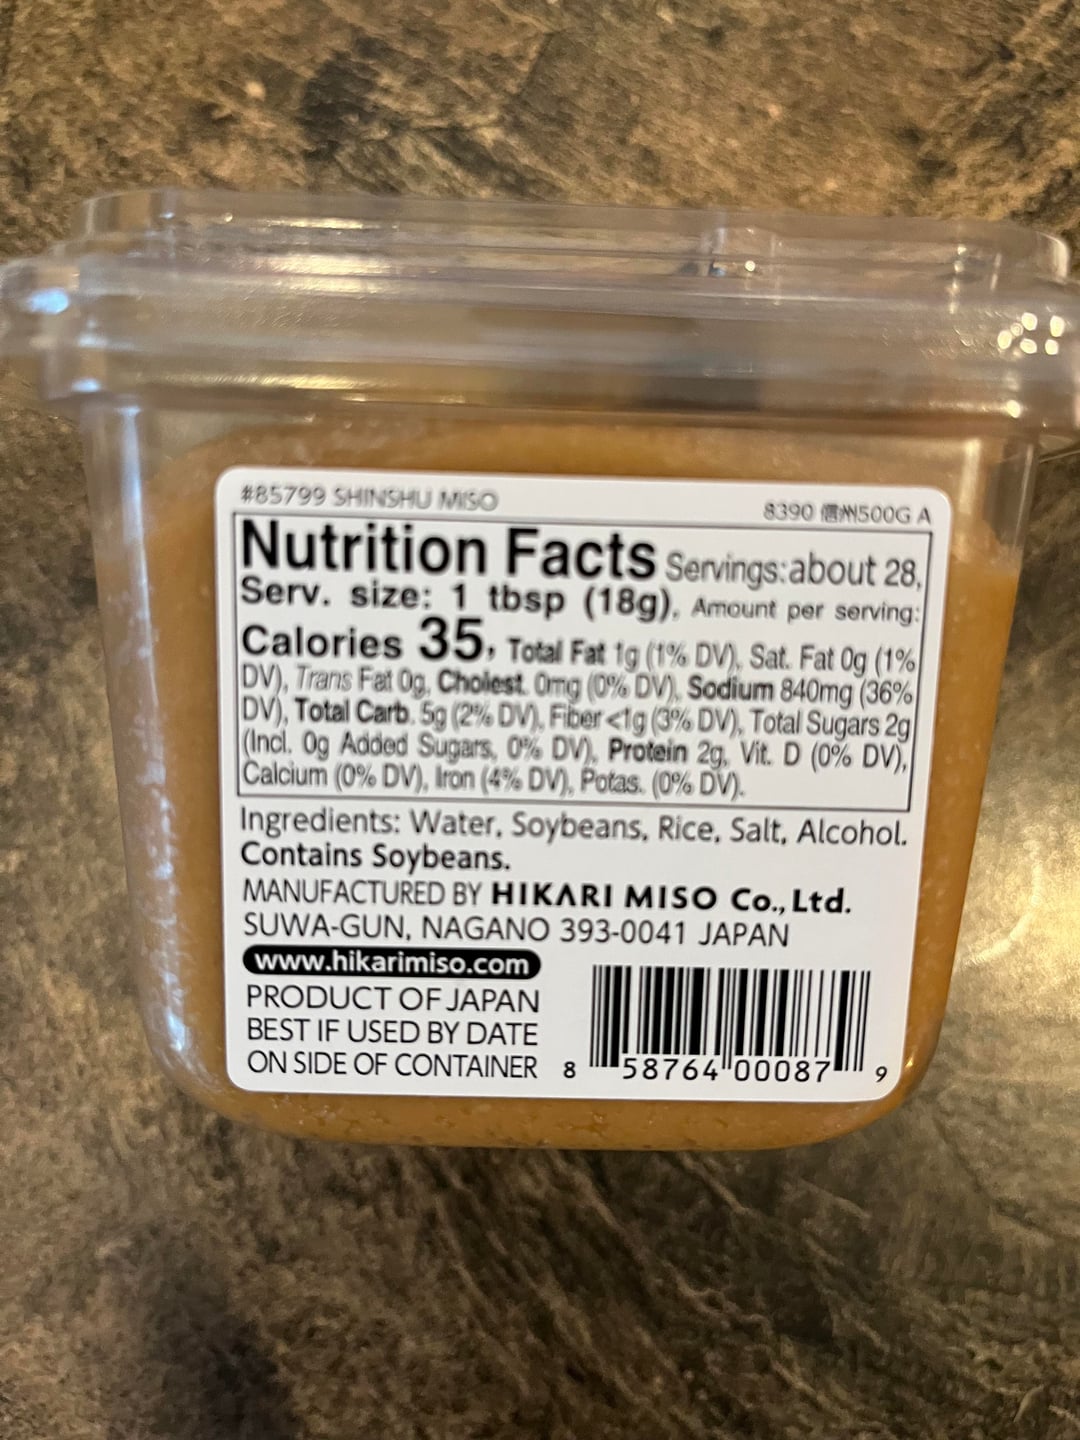 #85799 SHINSHU MISO
8390 信州500G A
Nutrition Facts Servings:about 28,
Serv. size: 1 tbsp (18g), Amount per serving:
Calories 35, Total Fat 1g (1% DV), Sat. Fat 0g (1%
DV), Trans Fat 0g, Cholest. 0mg (0% DV), Sodium 840mg (36%
DV), Total Carb. 5g (2% DV), Fiber <1g (3% DV), Total Sugars 2g
(Incl. 0g Added Sugars, 0% DV), Protein 2g, Vit. D (0% DV),
Calcium (0% DV), Iron (4% DV), Potas. (0% DV).
Ingredients: Water, Soybeans, Rice, Salt, Alcohol.
Contains Soybeans.
MANUFACTURED BY HIKARI MISO Co., Ltd.
SUWA-GUN, NAGANO 393-0041 JAPAN
www.hikarimiso.com
PRODUCT OF JAPAN
BEST IF USED BY DATE
ON SIDE OF CONTAINER
8 58764 00087 9